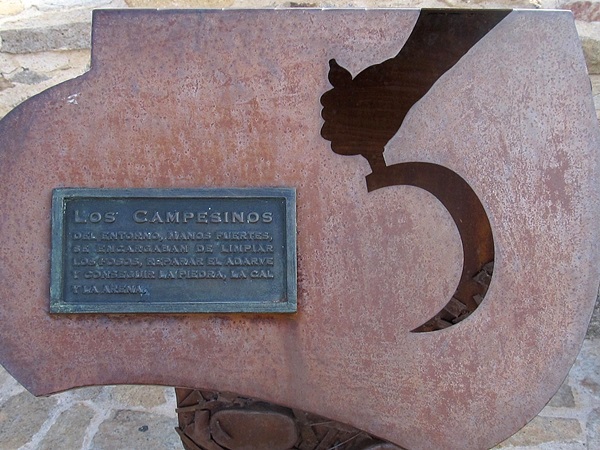 LOS CAMPESINOS
DEL ENTORNO, MANOS FUERTES,
SE ENCARGABAN DE LIMPIAR
LOS FOSOS, REPARAR EL ADARVE
Y CONSEGUIR LA PIEDRA, LA CAL
Y LA ARENA.